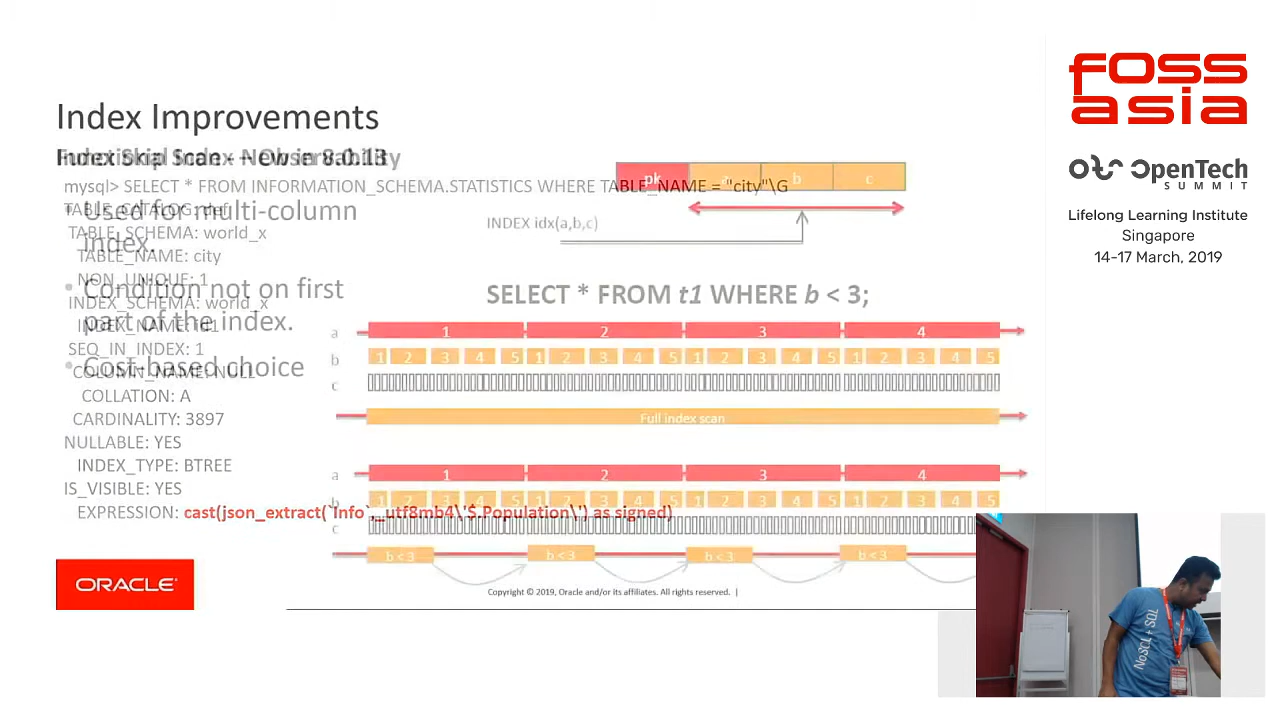 Index Improvements
Functional Index - Observability
Index Skip Scan - New in 8.0.13
mysql> SELECT * FROM INFORMATION_SCHEMA.STATISTICS WHERE TABLE_NAME = "city"\G
TABLE_CATALOG: def
TABLE_SCHEMA: world_x
TABLE_NAME: city
NON_UNIQUE: 1
INDEX_SCHEMA: world_x
INDEX_NAME:
SEQ_IN_INDEX: 1
COLUMN_NAME: NULL
COLLATION: A
CARDINALITY: 3897
NULLABLE: YES
INDEX_TYPE: BTREE
IS_VISIBLE: YES
EXPRESSION: cast(json_extract(`Info`,_utf8mb4\'$.Population\') as signed)
• Used for multi-column
index.
• Condition not on first
part of the index.
• Cost-based choice
pk a b c
INDEX idx(a,b,c)
SELECT * FROM t1 WHERE b < 3;
a 1 2 3 4
b 1 2 3 4 5 1 2 3 4 5 1 2 3 4 5 1 2 3 4 5
c
Full index scan
a 1 2 3 4
b 1 2 3 4 5 1 2 3 4 5 1 2 3 4 5 1 2 3 4 5
c
b < 3 b < 3 b < 3 b < 3
ORACLE
Copyright © 2019, Oracle and/or its affiliates. All rights reserved. |
FOSS
asia
OpenTech
SUMMIT
Lifelong Learning Institute
Singapore
14-17 March, 2019
NoSQL + SQL